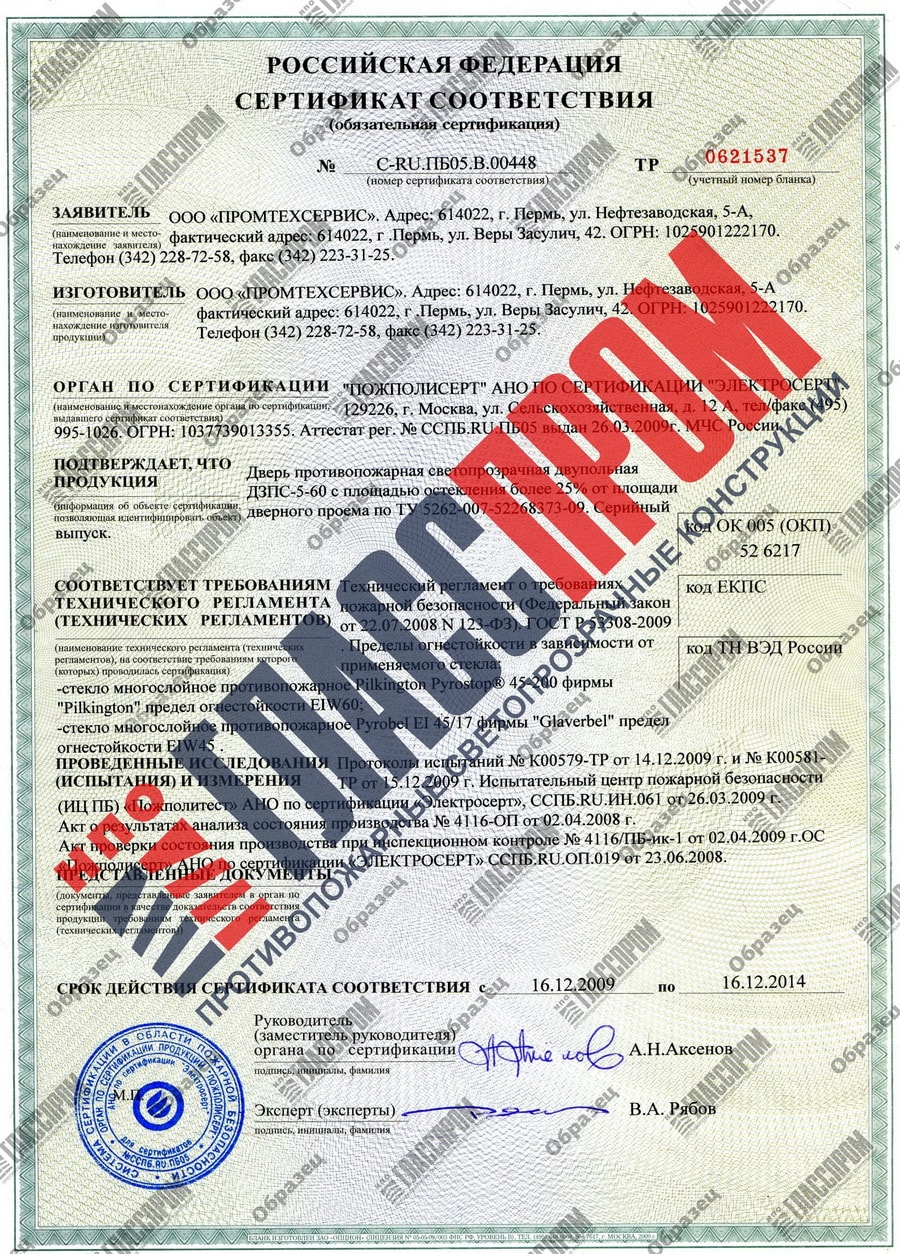 РОССИЙСКАЯ ФЕДЕРАЦИЯ
СЕРТИФИКАТ СООТВЕТСТВИЯ
(обязательная сертификация)
№ C-RU.ПБ05.В.00448 ТР 0621537
(номер сертификата соответствия) (учетный номер бланка)
ЗАЯВИТЕЛЬ ООО «ПРОМТЕХСЕРВИС». Адрес: 614022, г. Пермь, ул. Нефтезаводская, 5-А,
(наименование и место-
нахождение заявителя) фактический адрес: 614022, г .Пермь, ул. Веры Засулич, 42. ОГРН: 1025901222170.
Телефон (342) 228-72-58, факс (342) 223-31-25.
ИЗГОТОВИТЕЛЬ ООО «ПРОМТЕХСЕРВИС». Адрес: 614022, г. Пермь, ул. Нефтезаводская, 5-А
(наименование и место-
нахождение изготовителя
продукции)
фактический адрес: 614022, г .Пермь, ул. Веры Засулич, 42. ОГРН: 1025901222170.
Телефон (342) 228-72-58, факс (342) 223-31-25.
ОРГАН ПО СЕРТИФИКАЦИИ "ПОЖПОЛИСЕРТ" АНО ПО СЕРТИФИКАЦИИ "ЭЛЕКТРОСЕРТ"
(наименование и местонахождение органа по сертификации,
выдавшего сертификат соответствия)
129226, г. Москва, ул. Сельскохозяйственная, д. 12 А, тел/факс (495)
995-1026. ОГРН: 1037739013355. Аттестат рег. № ССПБ.RU.ПБ05 выдан 26.03.2009г. МЧС России
ПОДТВЕРЖДАЕТ, ЧТО
ПРОДУКЦИЯ
(информация об объекте сертификации,
позволяющая идентифицировать объект)
Дверь противопожарная светопрозрачная двупольная
ДЗПС-5-60 с площадью остекления более 25% от площади
дверного проема по ТУ 5262-007-52268373-09. Серийный
выпуск.
код ОК 005 (ОКП)
52 6217
код ЕКПС
код ТН ВЭД России
СООТВЕТСТВУЕТ ТРЕБОВАНИЯМ
ТЕХНИЧЕСКОГО РЕГЛАМЕНТА
(ТЕХНИЧЕСКИХ РЕГЛАМЕНТОВ)
(наименование технического регламента (технических
регламентов), на соответствие требованиям которого
(которых) проводилась сертификация)
Технический регламент о требованиях
пожарной безопасности (Федеральный закон
от 22.07.2008 N 123-ФЗ), ГОСТ Р 53308-2009
. Пределы огнестойкости в зависимости от
применяемого стекла:
-стекло многослойное противопожарное Pilkington Pyrostop® 45-200 фирмы
"Pilkington" предел огнестойкости EIW60;
-стекло многослойное противопожарное Pyrobel EI 45/17 фирмы "Glaverbel" предел
огнестойкости EIW45 .
ПРОВЕДЕННЫЕ ИССЛЕДОВАНИЯ
(ИСПЫТАНИЯ) И ИЗМЕРЕНИЯ
Протоколы испытаний № К00579-ТР от 14.12.2009 г. и № К00581-
ТР от 15.12.2009 г. Испытательный центр пожарной безопасности
(ИЦ ПБ) «Пожполитест» АНО по сертификации «Электросерт», ССПБ.RU.ИН.061 от 26.03.2009 г.
Акт о результатах анализа состояния производства № 4116-ОП от 02.04.2008 г.
Акт проверки состояния производства при инспекционном контроле № 4116/ПБ-ик-1 от 02.04.2009 г.ОС
"Пожполисерт" АНО по сертификации «ЭЛЕКТРОСЕРТ» ССПБ.RU.ОП.019 от 23.06.2008.
ПРЕДСТАВЛЕННЫЕ ДОКУМЕНТЫ
(документы, представленные заявителем в орган по
сертификации в качестве доказательств соответствия
продукции требованиям технического регламента
(технических регламентов))
СРОК ДЕЙСТВИЯ СЕРТИФИКАТА СООТВЕТСТВИЯ с 16.12.2009 по 16.12.2014
Руководитель
(заместитель руководителя)
органа по сертификации А.Н.Аксенов
подпись, инициалы, фамилия
М.П.
Эксперт (эксперты) В.А. Рябов
подпись, инициалы, фамилия
СИСТЕМА СЕРТИФИКАЦИИ В ОБЛАСТИ ПОЖАРНОЙ БЕЗОПАСНОСТИ
ОРГАН ПО СЕРТИФИКАЦИИ ПРОДУКЦИИ "ПОЖПОЛИСЕРТ"
АНО по сертификации "Электросерт"
для сертификатов
№ССПБ.RU.ПБ05
НПО
ГЛАССПРОМ
ПРОТИВОПОЖАРНЫЕ СВЕТОПРОЗРАЧНЫЕ КОНСТРУКЦИИ
Образец